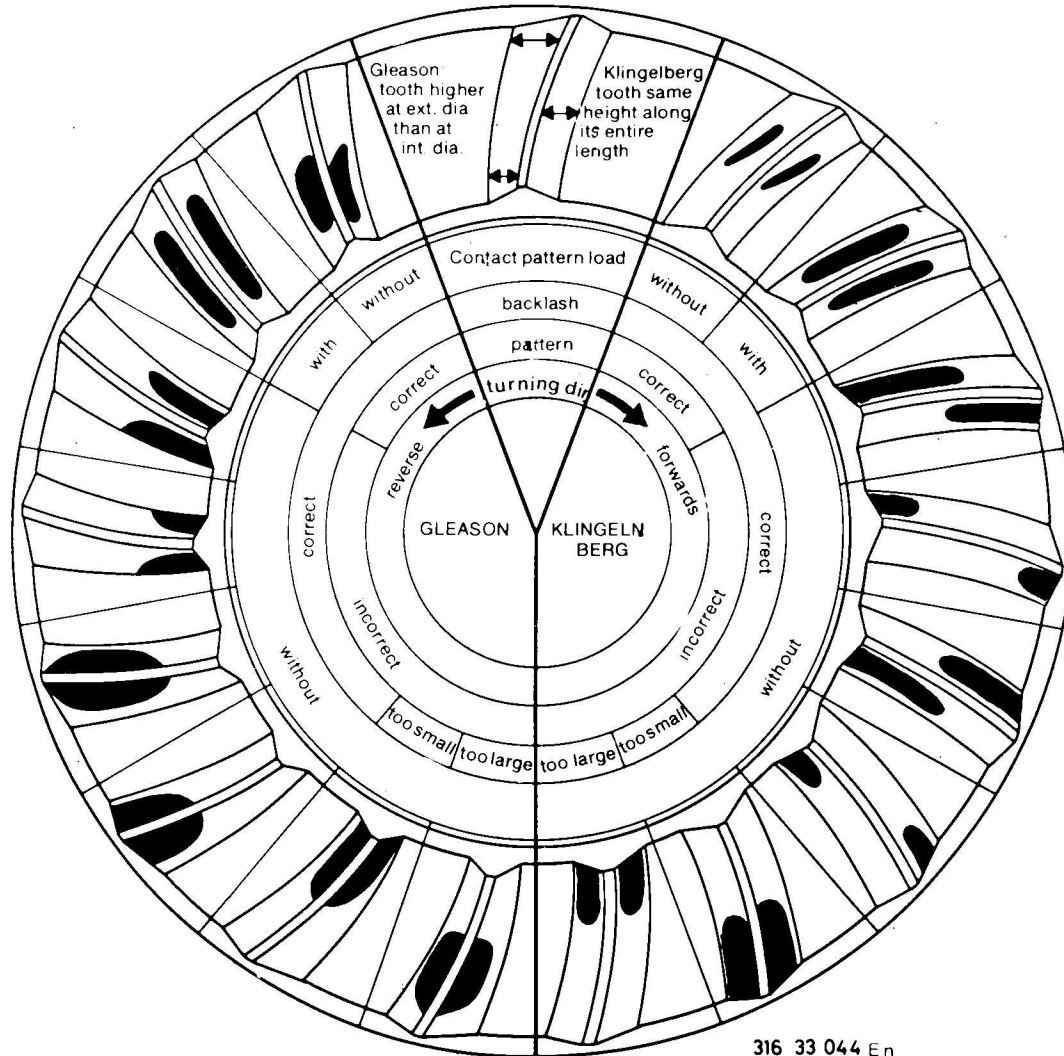 Gleason
tooth higher
at ext. dia
than at
int. dia.
Klingelberg
tooth same
height along
its entire
length
Contact pattern load
without
without
with
with
backlash
pattern
correct
correct
turning dir
reverse
forwards
GLEASON
KLINGELN
BERG
correct
correct
incorrect
incorrect
without
without
too small
too large
too large
too small
316 33 044 En